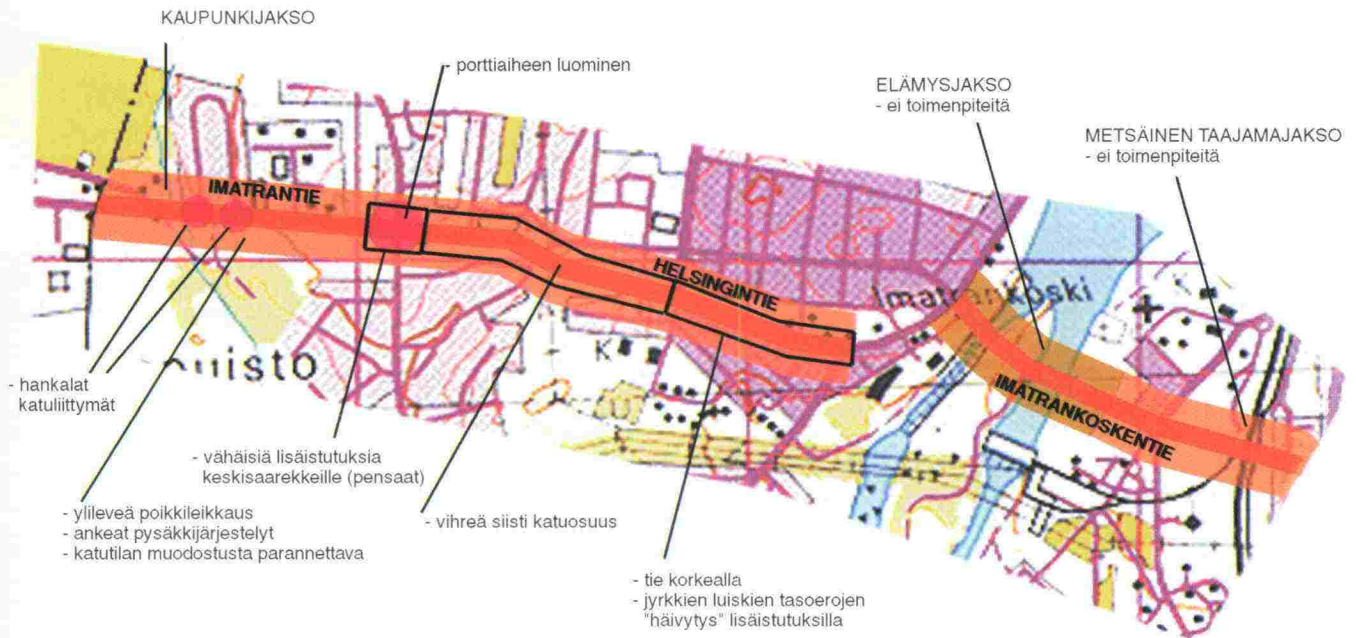 KAUPUNKIJAKSO
- porttiaiheen luominen
ELÄMYSJAKSO
- ei toimenpiteitä
METSÄINEN TAAJAMAJAKSO
- ei toimenpiteitä
IMATRANTIE
HELSINGINTIE
Imatrankoski
K
IMATRANKOSKENTIE
K
uisto
- hankalat
katuliittymät
- vähäisiä lisäistutuksia
keskisaarekkeille (pensaat)
- ylileveä poikkileikkaus
- ankeat pysäkkijärjestelyt
- katutilan muodostusta parannettava
- vihreä siisti katuosuus
- tie korkealla
- jyrkkien luiskien tasoerojen
"häivytys" lisäistutuksilla